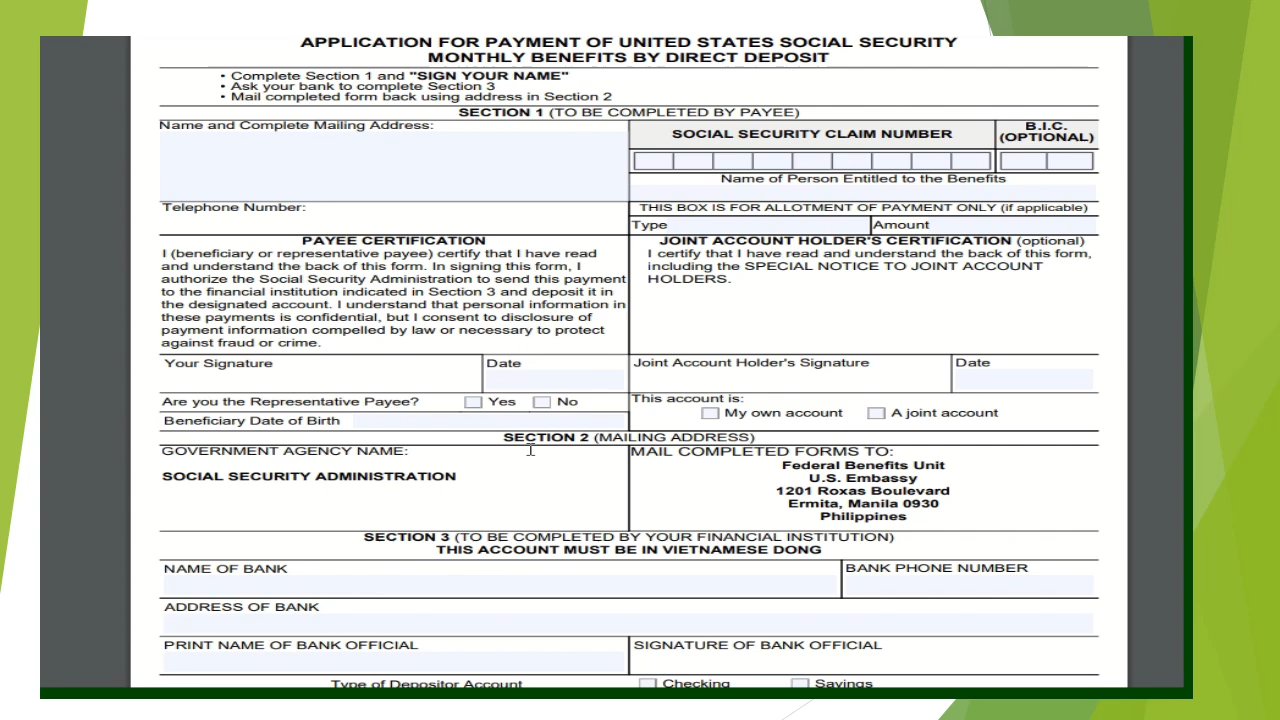 APPLICATION FOR PAYMENT OF UNITED STATES SOCIAL SECURITY
MONTHLY BENEFITS BY DIRECT DEPOSIT
• Complete Section 1 and "SIGN YOUR NAME"
• Ask your bank to complete Section 3
• Mail completed form back using address in Section 2
SECTION 1 (TO BE COMPLETED BY PAYEE)
Name and Complete Mailing Address:
SOCIAL SECURITY CLAIM NUMBER
B.I.C.
(OPTIONAL)
Name of Person Entitled to the Benefits
Telephone Number:
THIS BOX IS FOR ALLOTMENT OF PAYMENT ONLY (if applicable)
Type
Amount
PAYEE CERTIFICATION
I (beneficiary or representative payee) certify that I have read
and understand the back of this form. In signing this form, I
authorize the Social Security Administration to send this payment
to the financial institution indicated in Section 3 and deposit it in
the designated account. I understand that personal information in
these payments is confidential, but I consent to disclosure of
payment information compelled by law or necessary to protect
against fraud or crime.
JOINT ACCOUNT HOLDER'S CERTIFICATION (optional)
I certify that I have read and understand the back of this form,
including the SPECIAL NOTICE TO JOINT ACCOUNT
HOLDERS.
Your Signature
Date
Joint Account Holder's Signature
Date
Are you the Representative Payee? Yes No
This account is:
My own account A joint account
Beneficiary Date of Birth
SECTION 2 (MAILING ADDRESS)
GOVERNMENT AGENCY NAME:
SOCIAL SECURITY ADMINISTRATION
MAIL COMPLETED FORMS TO:
Federal Benefits Unit
U.S. Embassy
1201 Roxas Boulevard
Ermita, Manila 0930
Philippines
SECTION 3 (TO BE COMPLETED BY YOUR FINANCIAL INSTITUTION)
THIS ACCOUNT MUST BE IN VIETNAMESE DONG
NAME OF BANK
BANK PHONE NUMBER
ADDRESS OF BANK
PRINT NAME OF BANK OFFICIAL
SIGNATURE OF BANK OFFICIAL
Type of Depositor Account Checking Savings